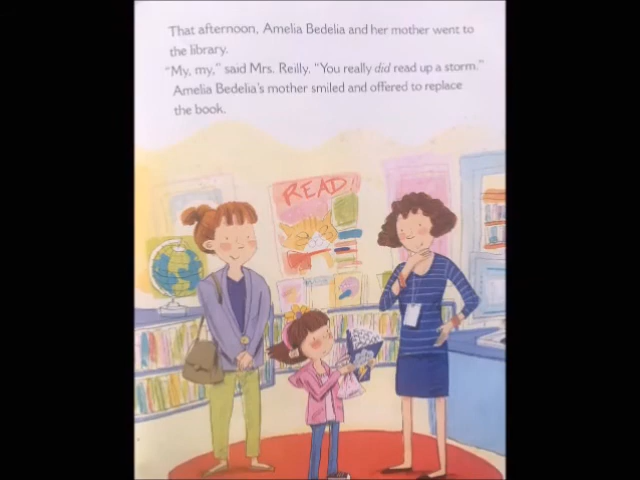 That afternoon, Amelia Bedelia and her mother went to
the library.
"My, my," said Mrs. Reilly. "You really did read up a storm."
Amelia Bedelia's mother smiled and offered to replace
the book.
READ!